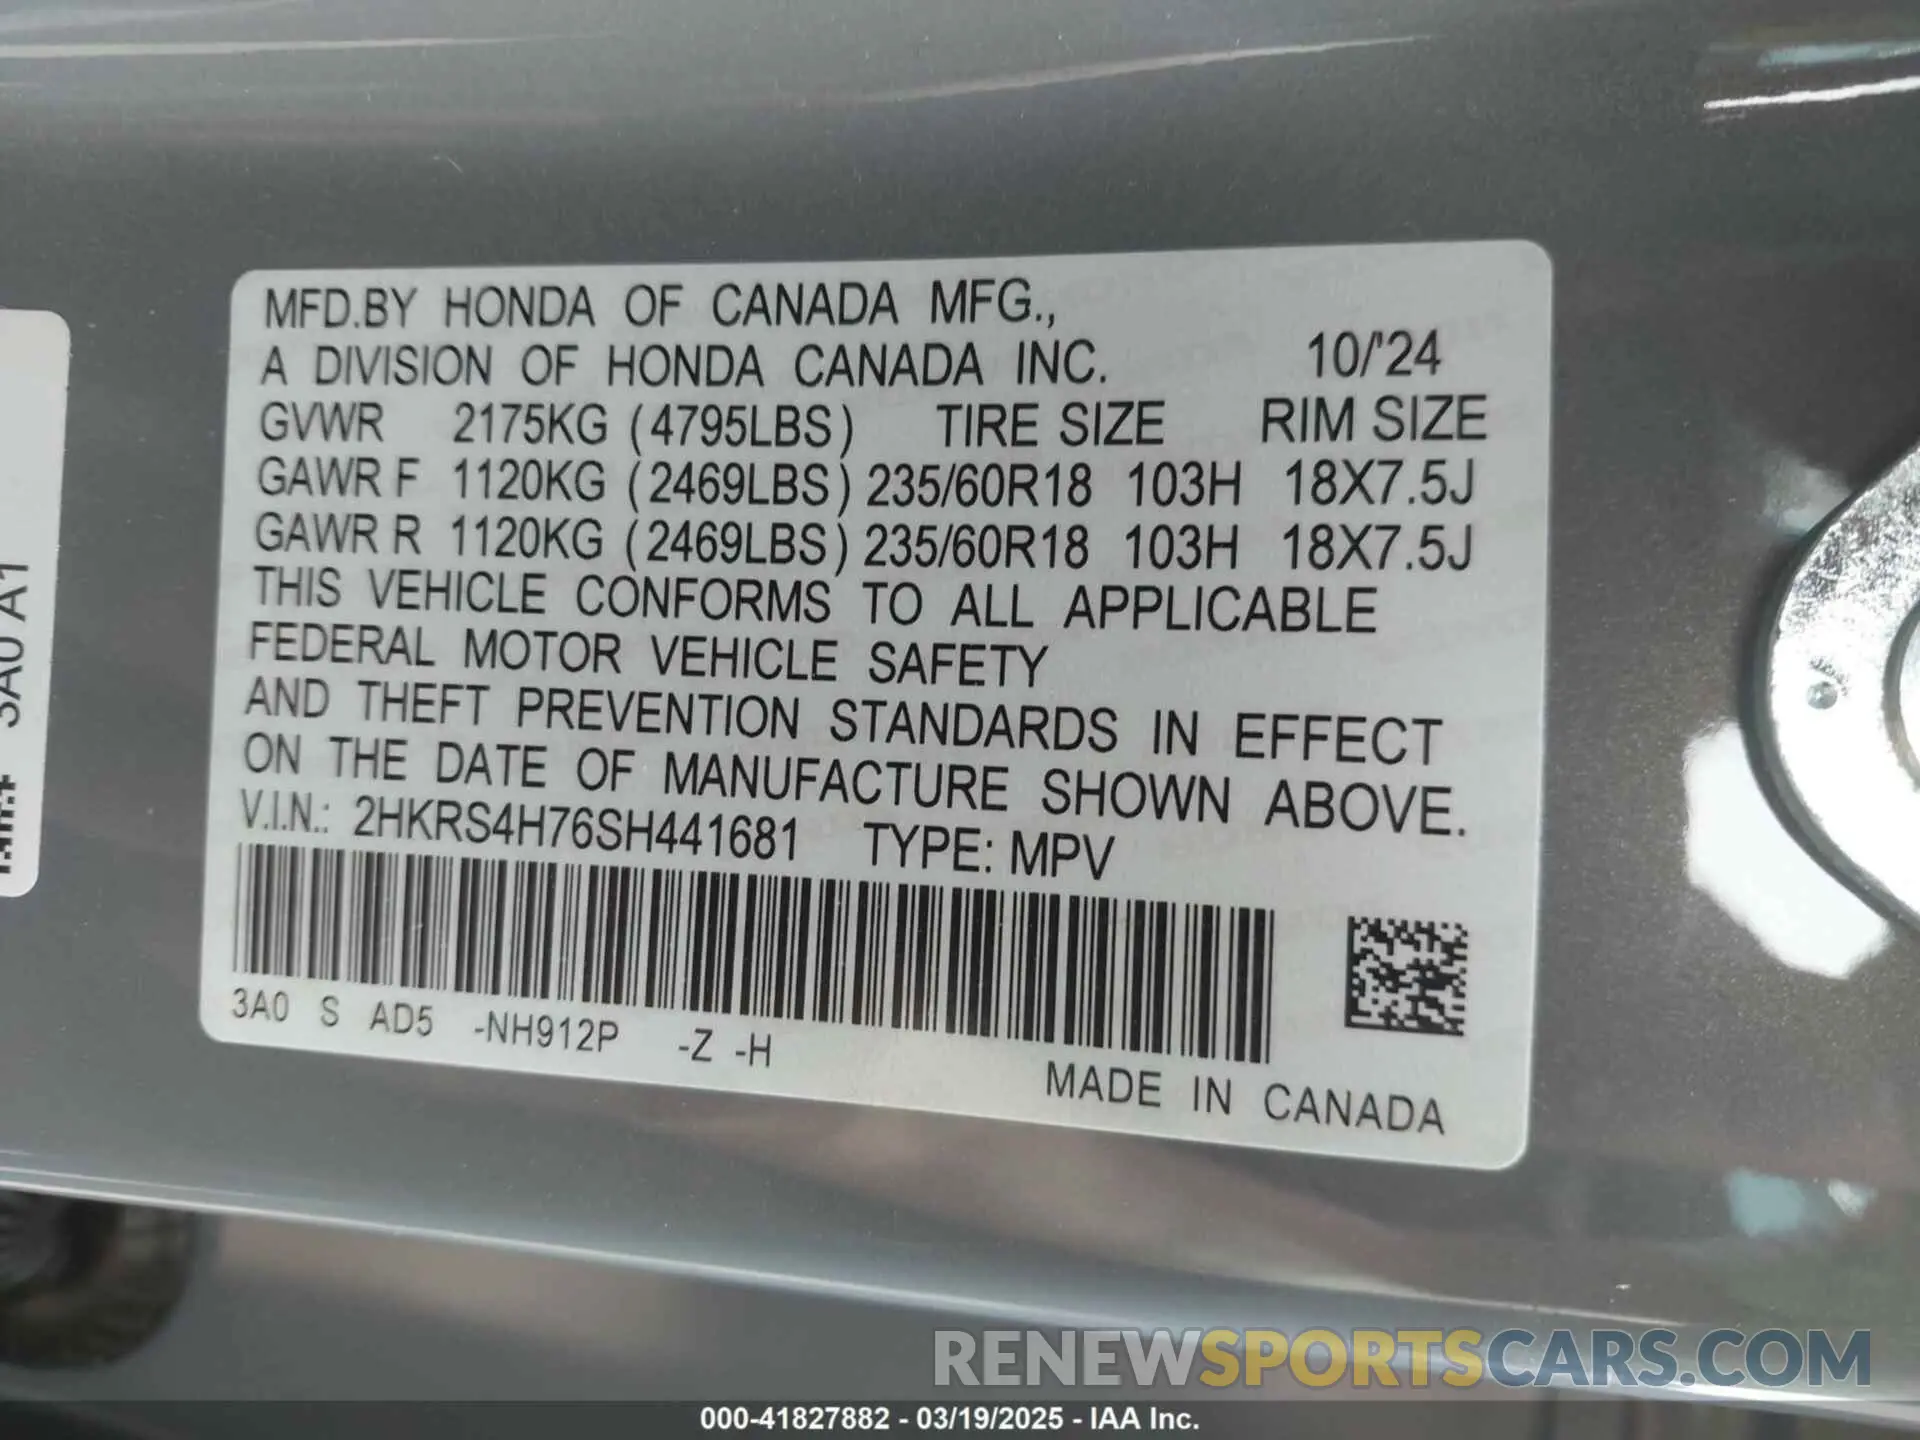 MFD.BY HONDA OF CANADA MFG.,
A DIVISION OF HONDA CANADA INC. 10/'24
GVWR 2175KG (4795LBS) TIRE SIZE RIM SIZE
GAWR F 1120KG (2469LBS) 235/60R18 103H 18X7.5J
GAWR R 1120KG (2469LBS) 235/60R18 103H 18X7.5J
THIS VEHICLE CONFORMS TO ALL APPLICABLE
FEDERAL MOTOR VEHICLE SAFETY
AND THEFT PREVENTION STANDARDS IN EFFECT
ON THE DATE OF MANUFACTURE SHOWN ABOVE.
V.I.N.: 2HKRS4H76SH441681 TYPE: MPV
3A0 S AD5 -NH912P -Z -H
MADE IN CANADA
3A0 A1
RENEWSPORTSCARS.COM
000-41827882 - 03/19/2025 - IAA Inc.